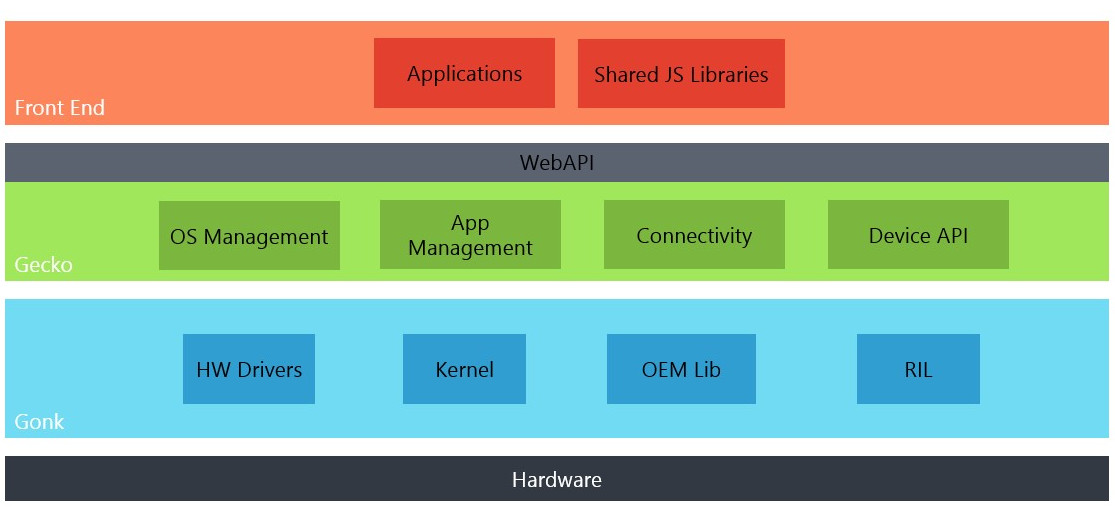 Applications
Shared JS Libraries
Front End
WebAPI
OS Management
App
Management
Connectivity
Device API
Gecko
HW Drivers
Kernel
OEM Lib
RIL
Gonk
Hardware